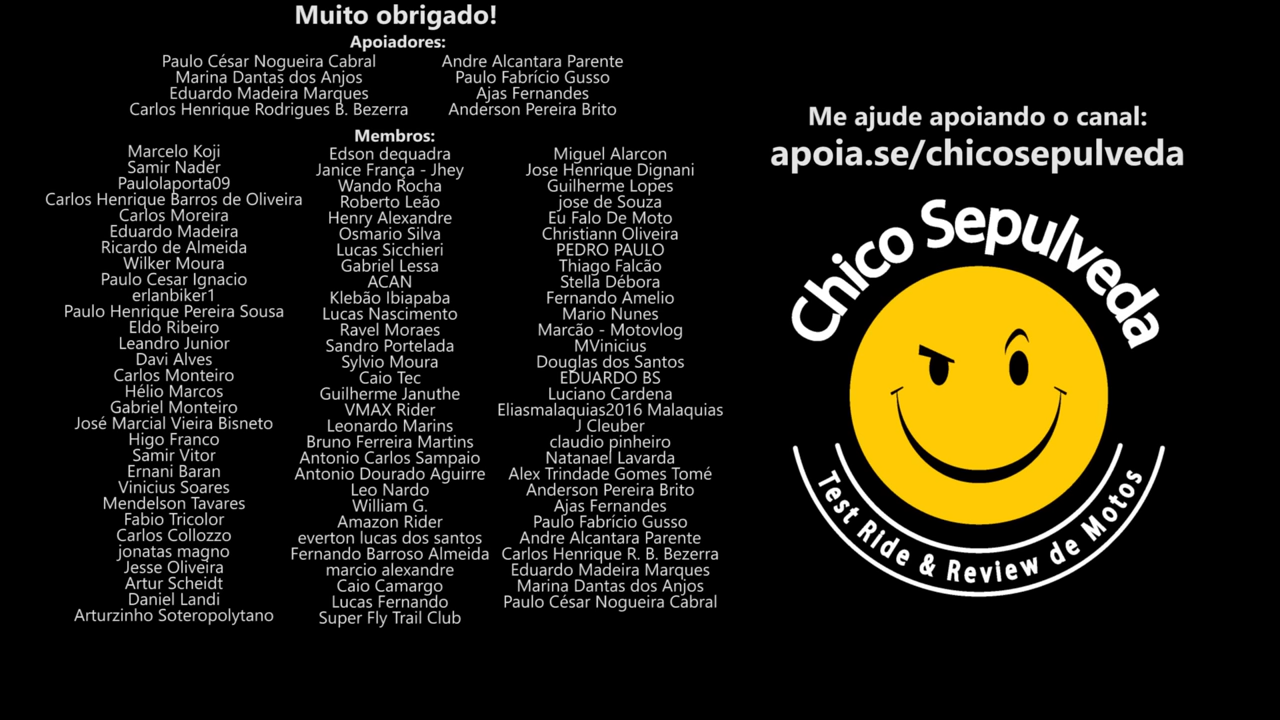 Muito obrigado!
Apoiadores:
Paulo César Nogueira Cabral
Marina Dantas dos Anjos
Eduardo Madeira Marques
Carlos Henrique Rodrigues B. Bezerra
Andre Alcantara Parente
Paulo Fabrício Gusso
Ajas Fernandes
Anderson Pereira Brito
Membros:
Marcelo Koji
Samir Nader
Paulolaporta09
Carlos Henrique Barros de Oliveira
Carlos Moreira
Eduardo Madeira
Ricardo de Almeida
Wilker Moura
Paulo Cesar Ignacio
erlanbiker1
Paulo Henrique Pereira Sousa
Eldo Ribeiro
Leandro Junior
Davi Alves
Carlos Monteiro
Hélio Marcos
Gabriel Monteiro
José Marcial Vieira Bisneto
Higo Franco
Samir Vitor
Ernani Baran
Vinicius Soares
Mendelson Tavares
Fabio Tricolor
Carlos Collozzo
jonatas magno
Jesse Oliveira
Artur Scheidt
Daniel Landi
Arturzinho Soteropolytano
Edson dequadra
Janice França - Jhey
Wando Rocha
Roberto Leão
Henry Alexandre
Osmario Silva
Lucas Sicchieri
Gabriel Lessa
ACAN
Klebão Ibiapaba
Lucas Nascimento
Ravel Moraes
Sandro Portelada
Sylvio Moura
Caio Tec
Guilherme Januthe
VMAX Rider
Leonardo Marins
Bruno Ferreira Martins
Antonio Carlos Sampaio
Antonio Dourado Aguirre
Leo Nardo
William G.
Amazon Rider
everton lucas dos santos
Fernando Barroso Almeida
marcio alexandre
Caio Camargo
Lucas Fernando
Super Fly Trail Club
Miguel Alarcon
Jose Henrique Dignani
Guilherme Lopes
jose de Souza
Eu Falo De Moto
Christiann Oliveira
PEDRO PAULO
Thiago Falcão
Stella Débora
Fernando Amelio
Mario Nunes
Marcão - Motovlog
MVinicius
Douglas dos Santos
EDUARDO BS
Luciano Cardena
Eliasmalaquias2016 Malaquias
J Cleuber
claudio pinheiro
Natanael Lavarda
Alex Trindade Gomes Tomé
Anderson Pereira Brito
Ajas Fernandes
Paulo Fabrício Gusso
Andre Alcantara Parente
Carlos Henrique R. B. Bezerra
Eduardo Madeira Marques
Marina Dantas dos Anjos
Paulo César Nogueira Cabral
Me ajude apoiando o canal:
apoia.se/chicosepulveda
Chico Sepulveda
Test Ride & Review de Motos